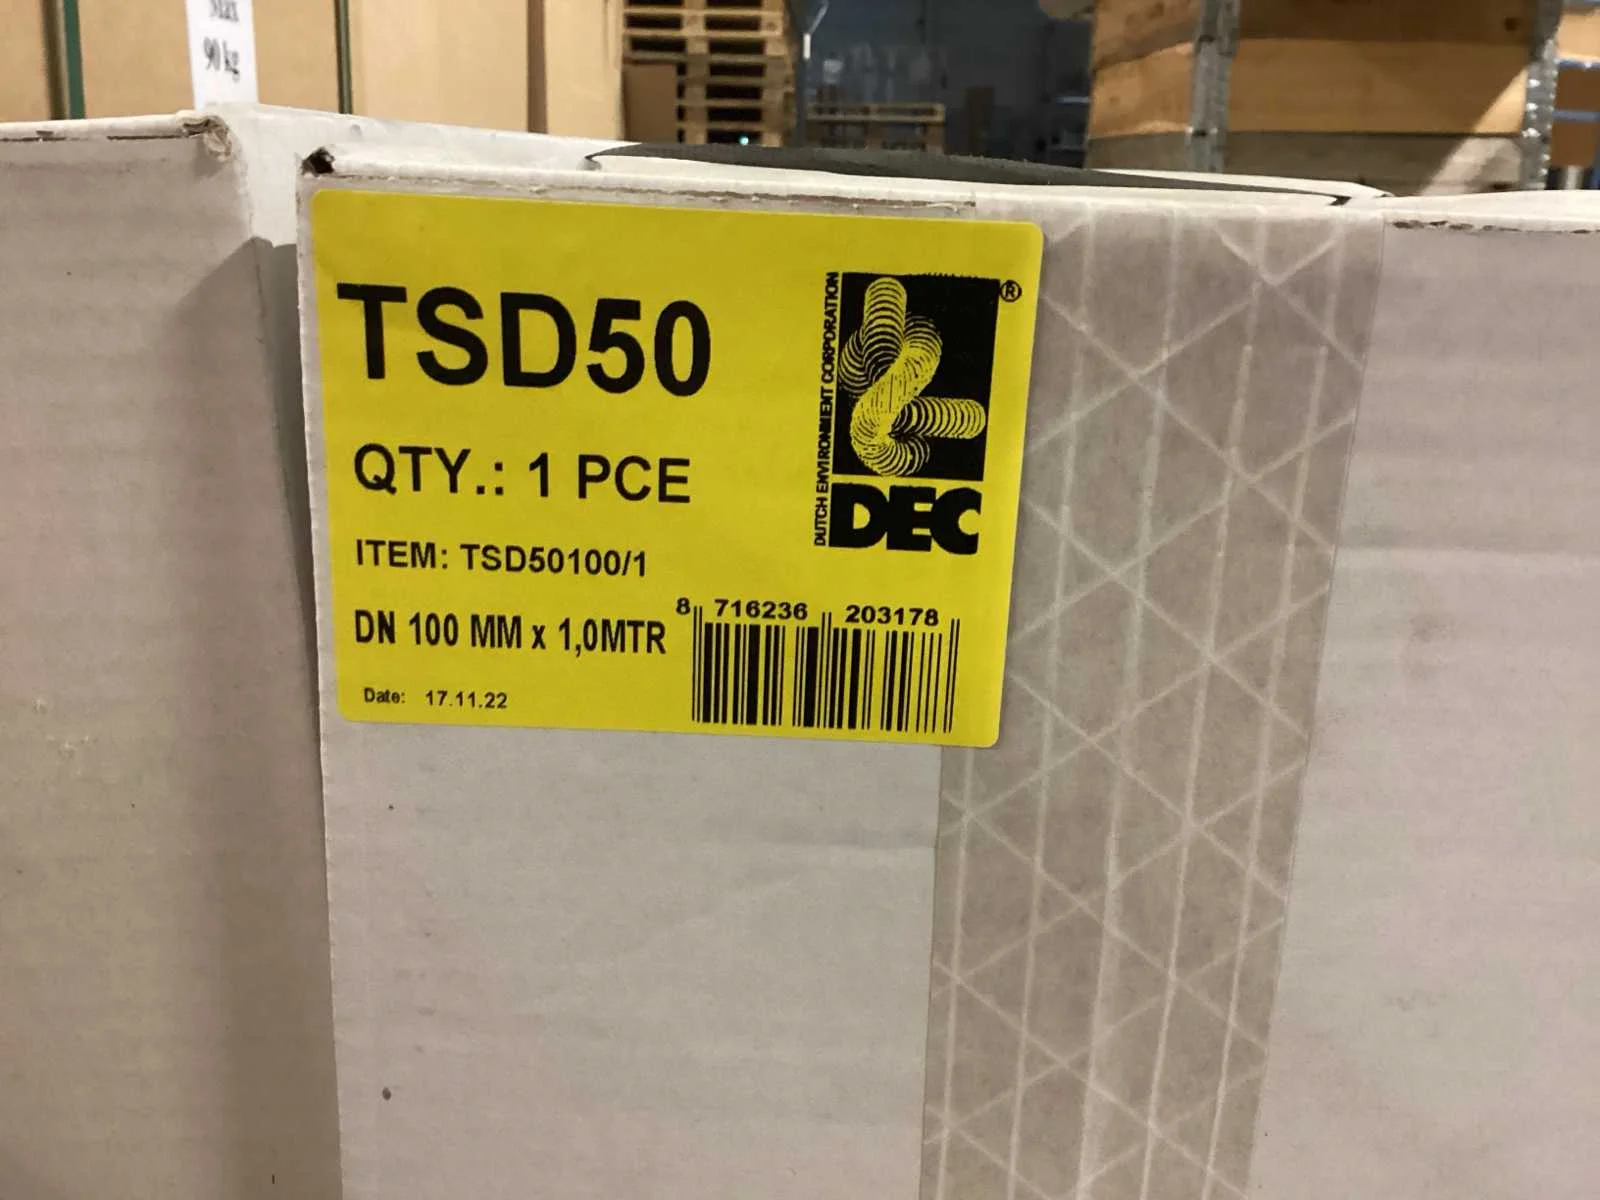 Max
90 kg
TSD50
QTY.: 1 PCE
ITEM: TSD50100/1
DN 100 MM x 1,0MTR
Date: 17.11.22
DUTCH ENVIRONMENT CORPORATION
®
DEC
8 716236 203178